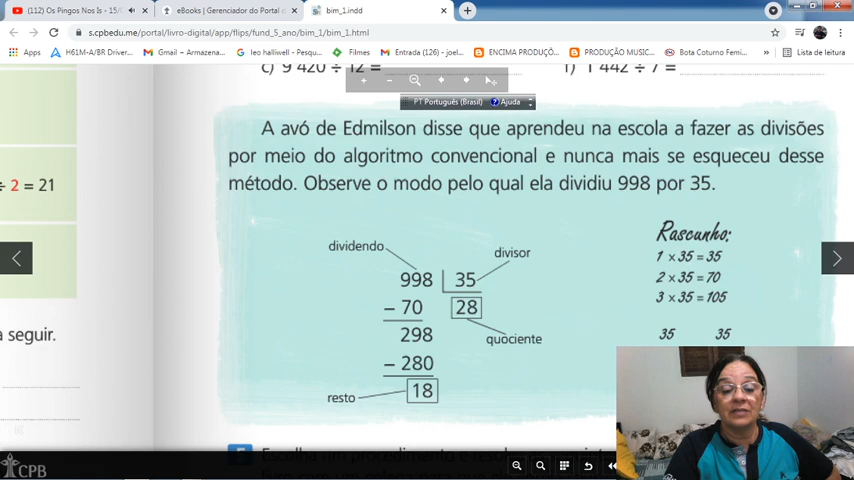 (112) Os Pingos Nos Is - 15/0
eBooks | Gerenciador do Portal d
bim_1.indd
s.cpbedu.me/portal/livro-digital/app/flips/fund_5_ano/bim_1/bim_1.html
Apps
H61M-A/BR Driver...
Gmail – Armazena...
leo halliwell - Pesqu...
Filmes
Entrada (126) - joel...
ENCIMA PRODUÇÕ...
PRODUÇÃO MUSIC...
Bota Coturno Femin...
Lista de leitura
c) 9 420 ÷ 12 =
f) 1 442 ÷ 7 =
PT Português (Brasil) Ajuda
A avó de Edmilson disse que aprendeu na escola a fazer as divisões
por meio do algoritmo convencional e nunca mais se esqueceu desse
método. Observe o modo pelo qual ela dividiu 998 por 35.
÷ 2 = 21
a seguir.
dividendo
divisor
998 35
– 70 28
298
quociente
– 280
resto 18
Rascunho:
1 × 35 = 35
2 × 35 = 70
3 × 35 = 105
35 35
CPB